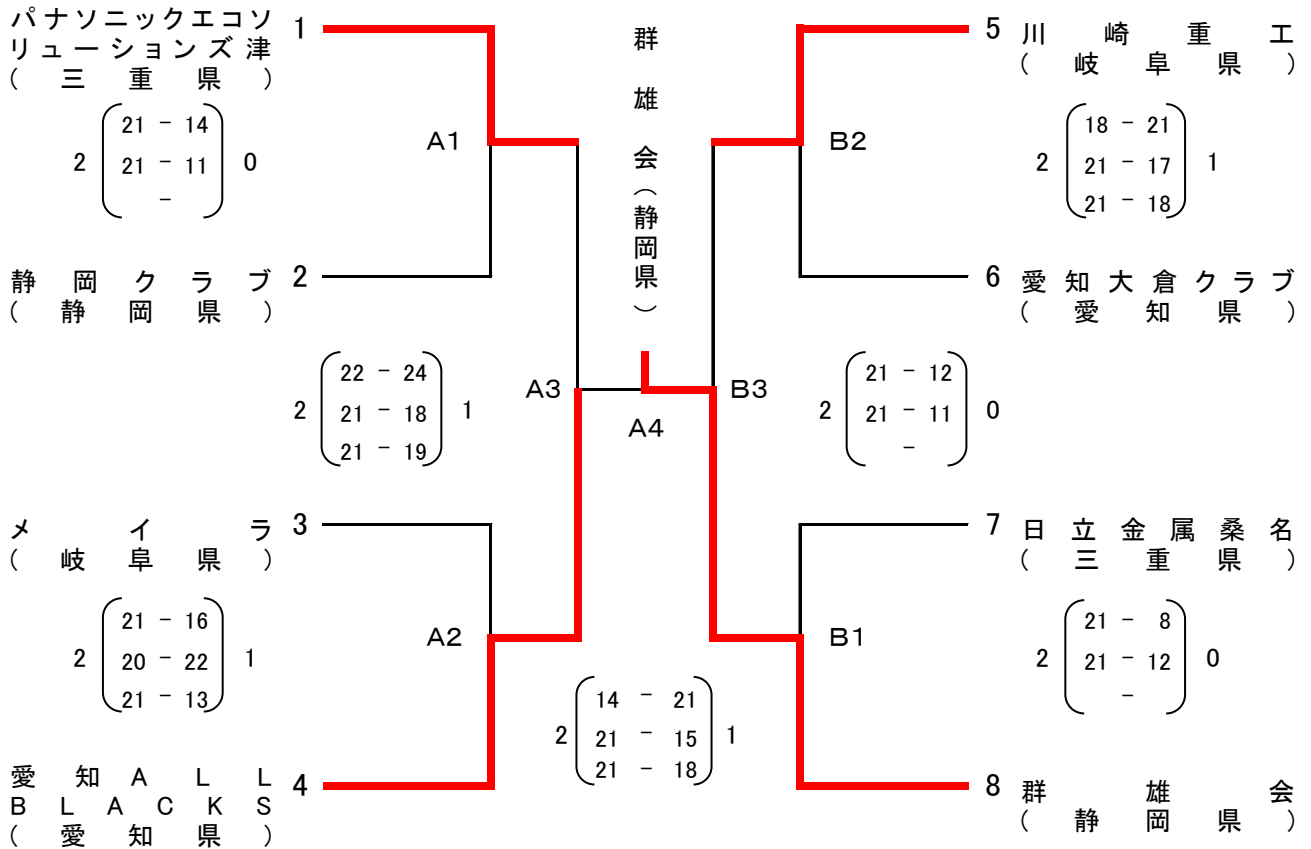 パナソニックエコソリューションズ津
(三重県)
1
2 21 - 14 0
21 - 11
-
A1
静岡クラブ 2
(静岡県)
2 22 - 24 1
21 - 18
21 - 19
A3
メイラ 3
(岐阜県)
2 21 - 16 1
20 - 22
21 - 13
A2
愛知ALL 4
BLACKS
(愛知県)
群雄会(静岡県)
A4
2 14 - 21 1
21 - 15
21 - 18
5 川崎重工
(岐阜県)
B2
2 18 - 21 1
21 - 17
21 - 18
6 愛知大倉クラブ
(愛知県)
B3
2 21 - 12 0
21 - 11
-
7 日立金属桑名
(三重県)
B1
2 21 - 8 0
21 - 12
-
8 群雄会
(静岡県)